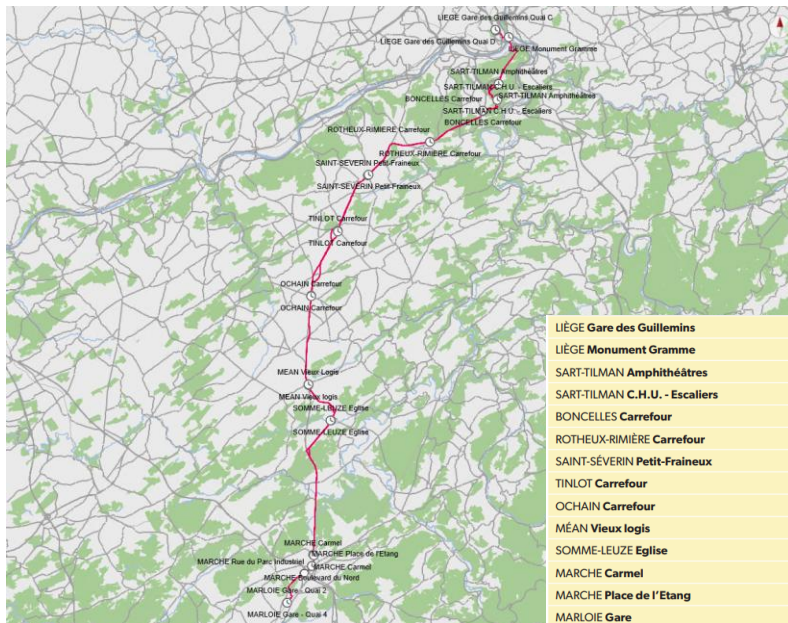 LIEGE Gare des Guillemins Quai C
LIEGE Gare des Guillemins Quai D
LIEGE Monument Gramme
SART-TILMAN Amphithéâtres
SART-TILMAN C.H.U. - Escaliers
SART-TILMAN Amphithéâtres
BONCELLES Carrefour
SART-TILMAN C.H.U. - Escaliers
BONCELLES Carrefour
ROTHEUX-RIMIERE Carrefour
ROTHEUX-RIMIÈRE Carrefour
SAINT-SEVERIN Petit-Fraineux
SAINT-SEVERIN Petit-Fraineux
TINLOT Carrefour
TINLOT Carrefour
OCHAIN Carrefour
OCHAIN Carrefour
MEAN Vieux Logis
MEAN Vieux logis
SOMME-LEUZE Eglise
SOMME-LEUZE Eglise
MARCHE Carmel
MARCHE Place de l'Etang
MARCHE Rue du Parc Industriel
MARCHE Carmel
MARCHE Boulevard du Nord
MARLOIE Gare - Quai 2
MARLOIE Gare - Quai 4
LIÈGE Gare des Guillemins
LIÈGE Monument Gramme
SART-TILMAN Amphithéâtres
SART-TILMAN C.H.U. - Escaliers
BONCELLES Carrefour
ROTHEUX-RIMIÈRE Carrefour
SAINT-SÉVERIN Petit-Fraineux
TINLOT Carrefour
OCHAIN Carrefour
MÉAN Vieux logis
SOMME-LEUZE Eglise
MARCHE Carmel
MARCHE Place de l'Etang
MARLOIE Gare